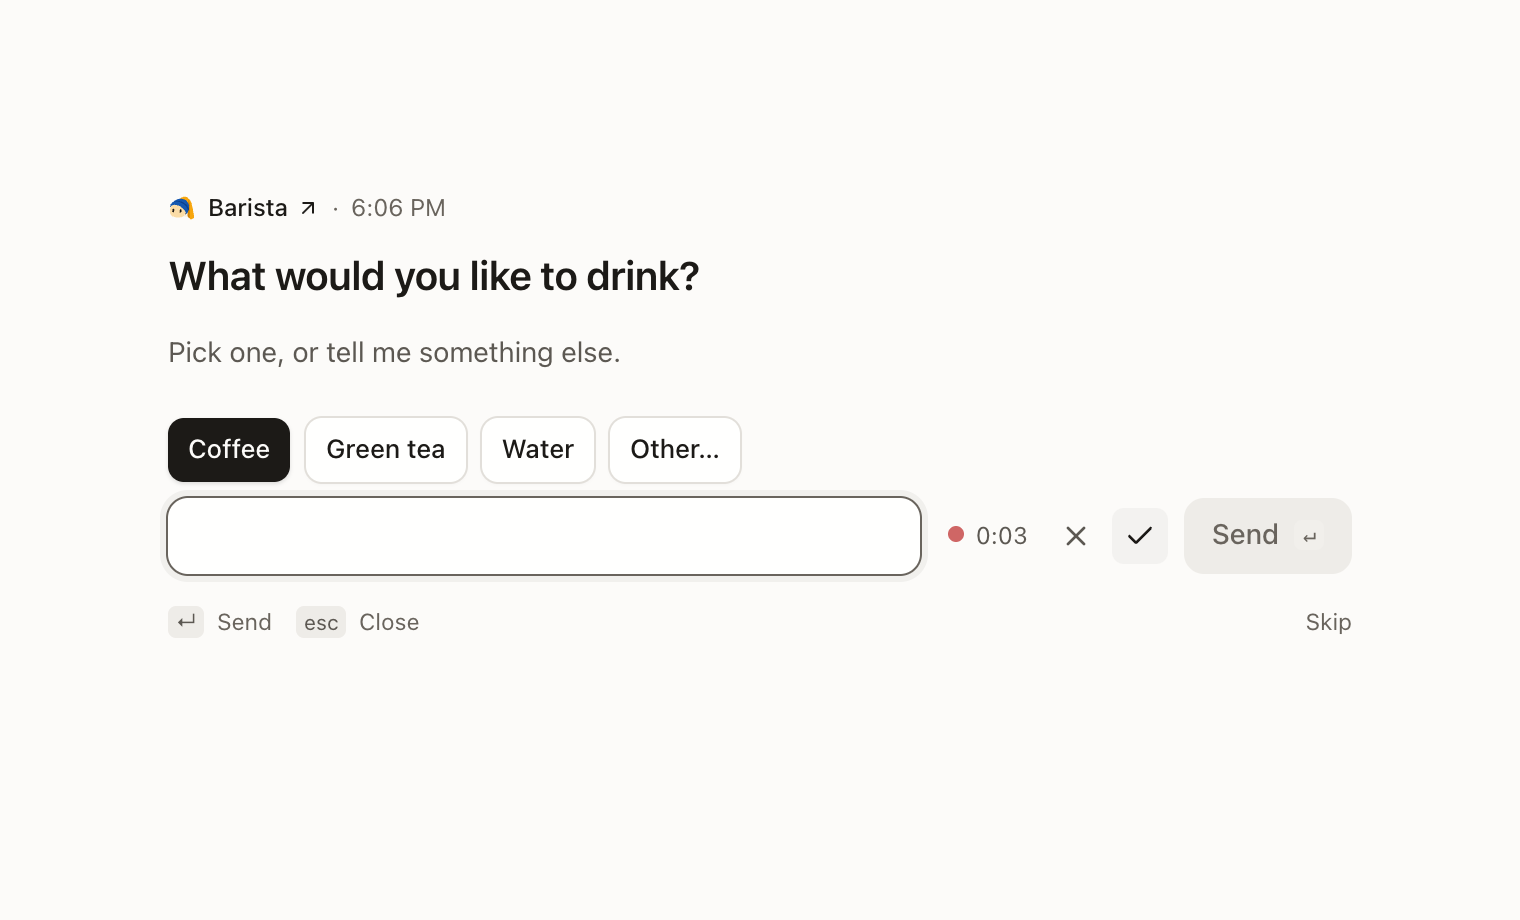 Barista ↗ · 6:06 PM
What would you like to drink?
Pick one, or tell me something else.
Coffee Green tea Water Other...
0:03 Send ↵
↵ Send esc Close Skip